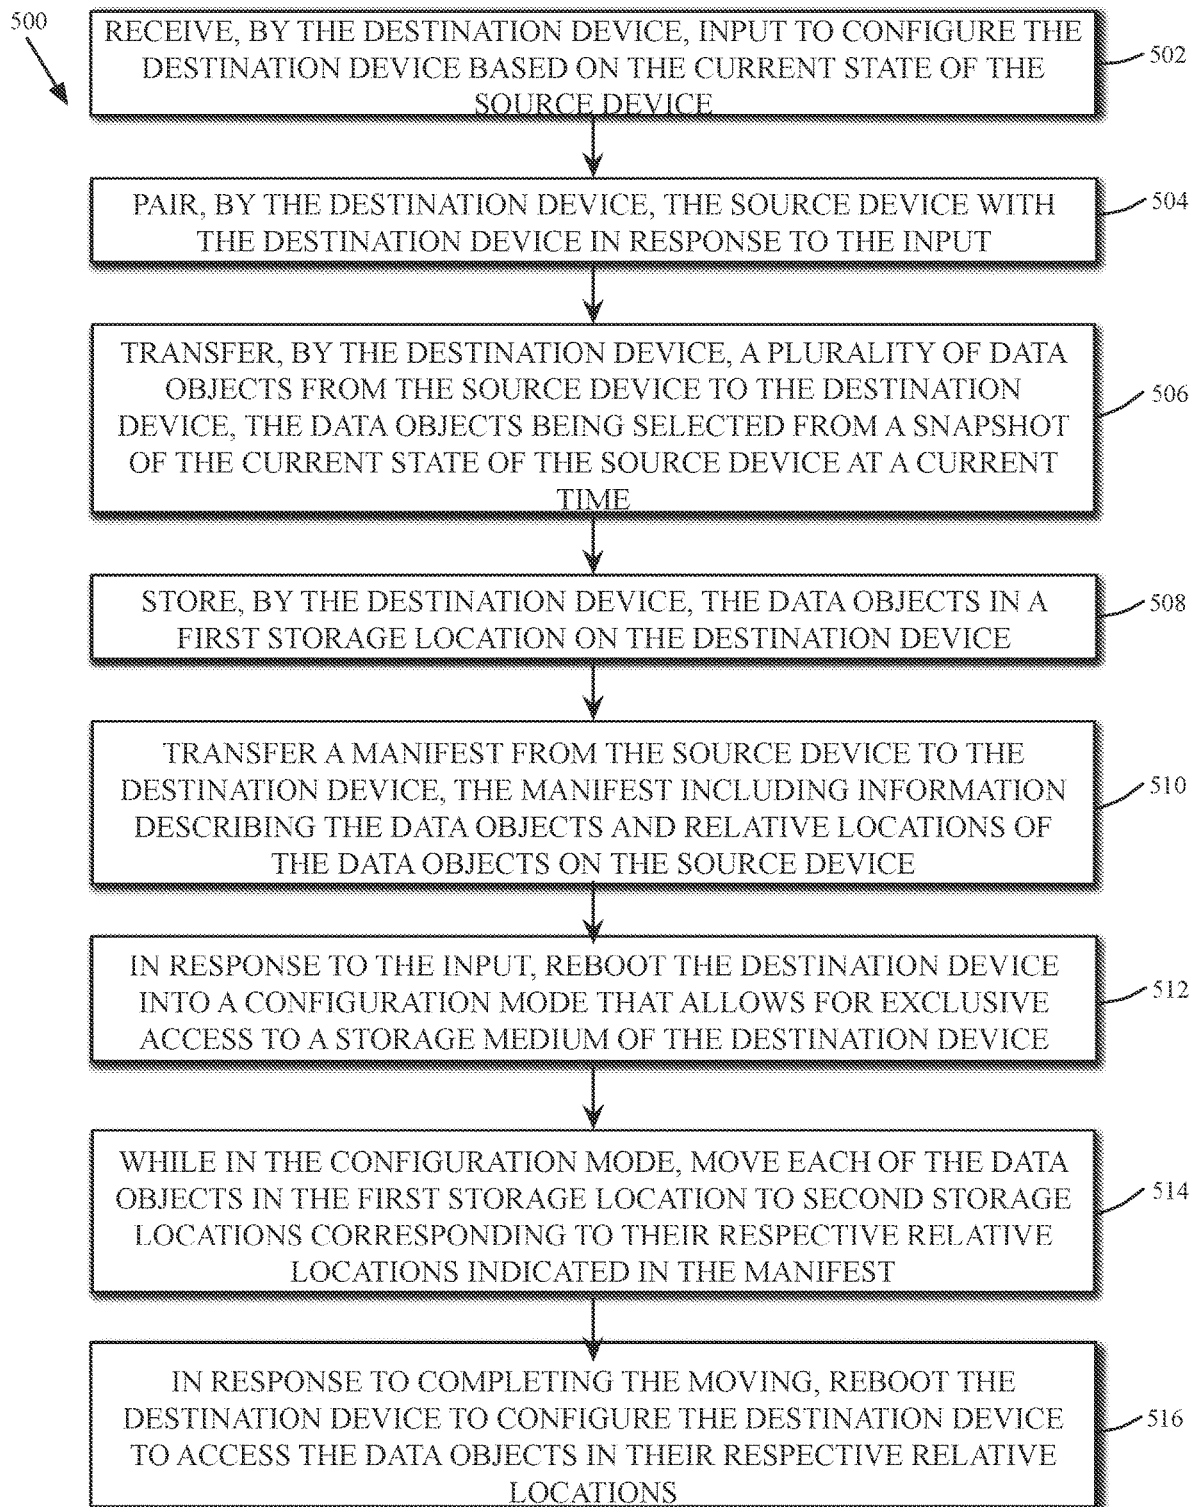 500
RECEIVE, BY THE DESTINATION DEVICE, INPUT TO CONFIGURE THE
DESTINATION DEVICE BASED ON THE CURRENT STATE OF THE
SOURCE DEVICE
502
PAIR, BY THE DESTINATION DEVICE, THE SOURCE DEVICE WITH
THE DESTINATION DEVICE IN RESPONSE TO THE INPUT
504
TRANSFER, BY THE DESTINATION DEVICE, A PLURALITY OF DATA
OBJECTS FROM THE SOURCE DEVICE TO THE DESTINATION
DEVICE, THE DATA OBJECTS BEING SELECTED FROM A SNAPSHOT
OF THE CURRENT STATE OF THE SOURCE DEVICE AT A CURRENT
TIME
506
STORE, BY THE DESTINATION DEVICE, THE DATA OBJECTS IN A
FIRST STORAGE LOCATION ON THE DESTINATION DEVICE
508
TRANSFER A MANIFEST FROM THE SOURCE DEVICE TO THE
DESTINATION DEVICE, THE MANIFEST INCLUDING INFORMATION
DESCRIBING THE DATA OBJECTS AND RELATIVE LOCATIONS OF
THE DATA OBJECTS ON THE SOURCE DEVICE
510
IN RESPONSE TO THE INPUT, REBOOT THE DESTINATION DEVICE
INTO A CONFIGURATION MODE THAT ALLOWS FOR EXCLUSIVE
ACCESS TO A STORAGE MEDIUM OF THE DESTINATION DEVICE
512
WHILE IN THE CONFIGURATION MODE, MOVE EACH OF THE DATA
OBJECTS IN THE FIRST STORAGE LOCATION TO SECOND STORAGE
LOCATIONS CORRESPONDING TO THEIR RESPECTIVE RELATIVE
LOCATIONS INDICATED IN THE MANIFEST
514
IN RESPONSE TO COMPLETING THE MOVING, REBOOT THE
DESTINATION DEVICE TO CONFIGURE THE DESTINATION DEVICE
TO ACCESS THE DATA OBJECTS IN THEIR RESPECTIVE RELATIVE
LOCATIONS
516